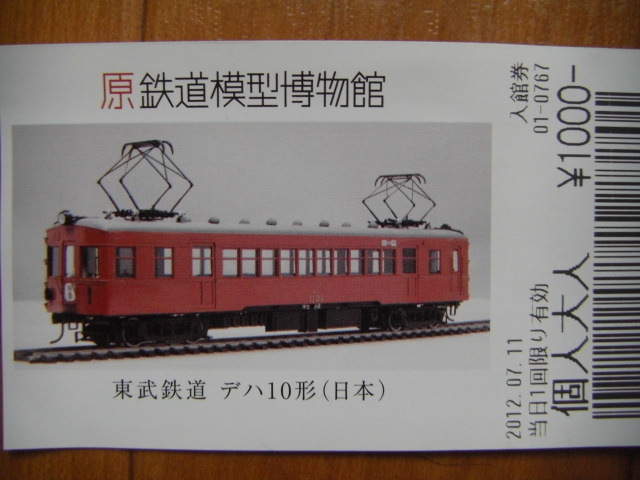 原鉄道模型博物館
東武鉄道 デハ10形(日本)
入館券
01-0767
¥1000-
個人大人
当日1回限り有効
2012.07.11